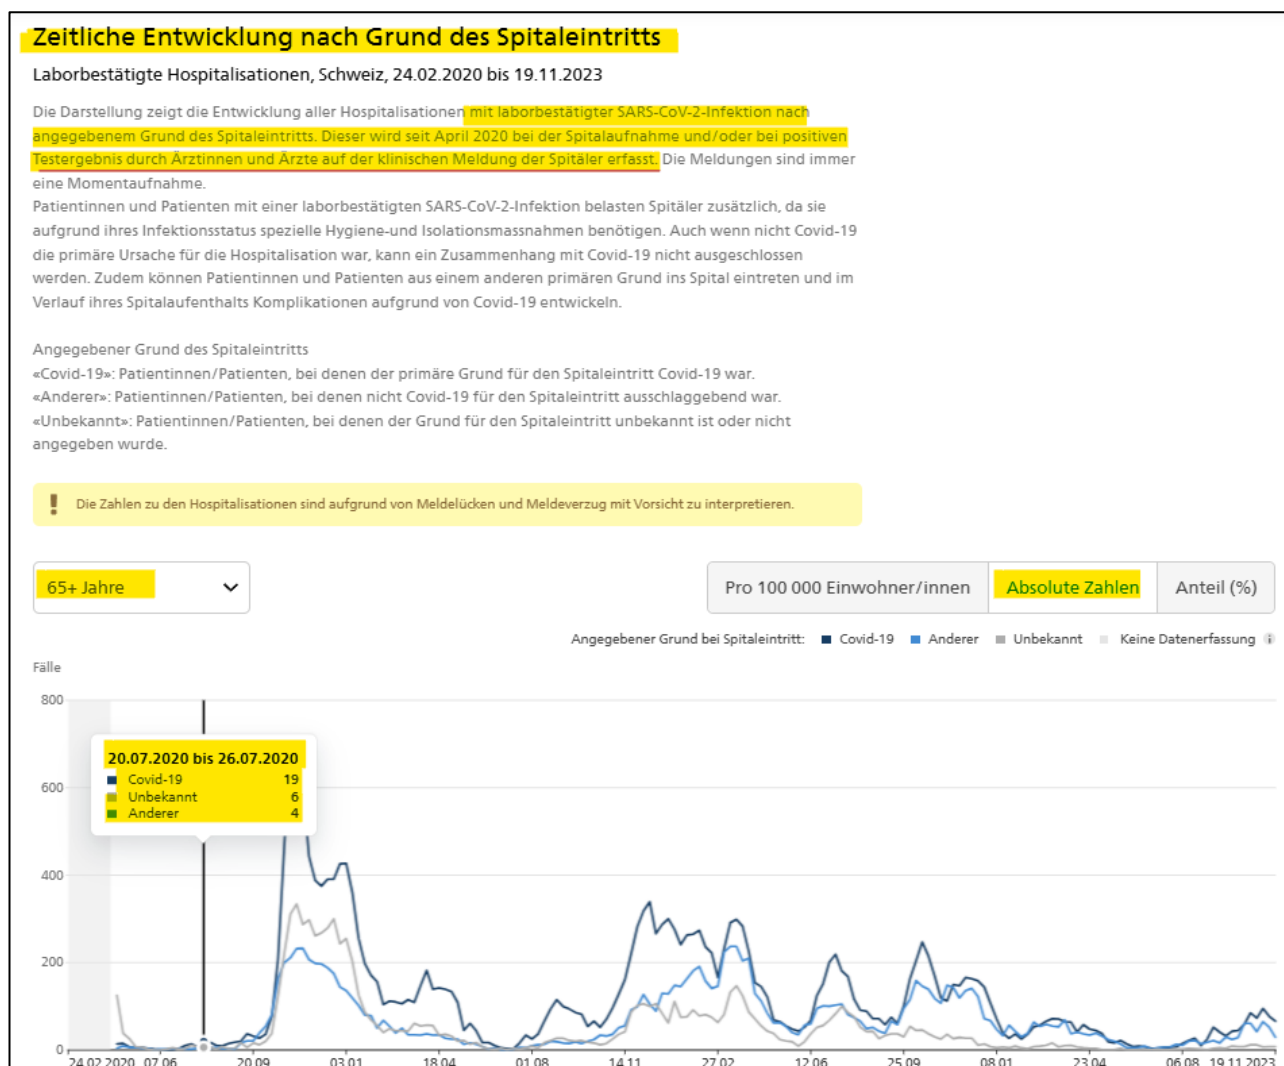 Zeitliche Entwicklung nach Grund des Spitaleintritts
Laborbestätigte Hospitalisationen, Schweiz, 24.02.2020 bis 19.11.2023
Die Darstellung zeigt die Entwicklung aller Hospitalisationen mit laborbestätigter SARS-CoV-2-Infektion nach
angegebenem Grund des Spitaleintritts. Dieser wird seit April 2020 bei der Spitalaufnahme und/oder bei positiven
Testergebnis durch Ärztinnen und Ärzte auf der klinischen Meldung der Spitäler erfasst. Die Meldungen sind immer
eine Momentaufnahme.
Patientinnen und Patienten mit einer laborbestätigten SARS-CoV-2-Infektion belasten Spitäler zusätzlich, da sie
aufgrund ihres Infektionsstatus spezielle Hygiene-und Isolationsmassnahmen benötigen. Auch wenn nicht Covid-19
die primäre Ursache für die Hospitalisation war, kann ein Zusammenhang mit Covid-19 nicht ausgeschlossen
werden. Zudem können Patientinnen und Patienten aus einem anderen primären Grund ins Spital eintreten und im
Verlauf ihres Spitalaufenthalts Komplikationen aufgrund von Covid-19 entwickeln.
Angegebener Grund des Spitaleintritts
«Covid-19»: Patientinnen/Patienten, bei denen der primäre Grund für den Spitaleintritt Covid-19 war.
«Anderer»: Patientinnen/Patienten, bei denen nicht Covid-19 für den Spitaleintritt ausschlaggebend war.
«Unbekannt»: Patientinnen/Patienten, bei denen der Grund für den Spitaleintritt unbekannt ist oder nicht
angegeben wurde.
! Die Zahlen zu den Hospitalisationen sind aufgrund von Meldelücken und Meldeverzug mit Vorsicht zu interpretieren.
65+ Jahre
Pro 100 000 Einwohner/innen Absolute Zahlen Anteil (%)
Angegebener Grund bei Spitaleintritt: Covid-19 Anderer Unbekannt Keine Datenerfassung i
Fälle
800
20.07.2020 bis 26.07.2020
Covid-19 19
Unbekannt 6
Anderer 4
600
400
200
0
24.02.2020 07.06 20.09 03.01 18.04 01.08 14.11 27.02 12.06 25.09 08.01 23.04 06.08 19.11.2023